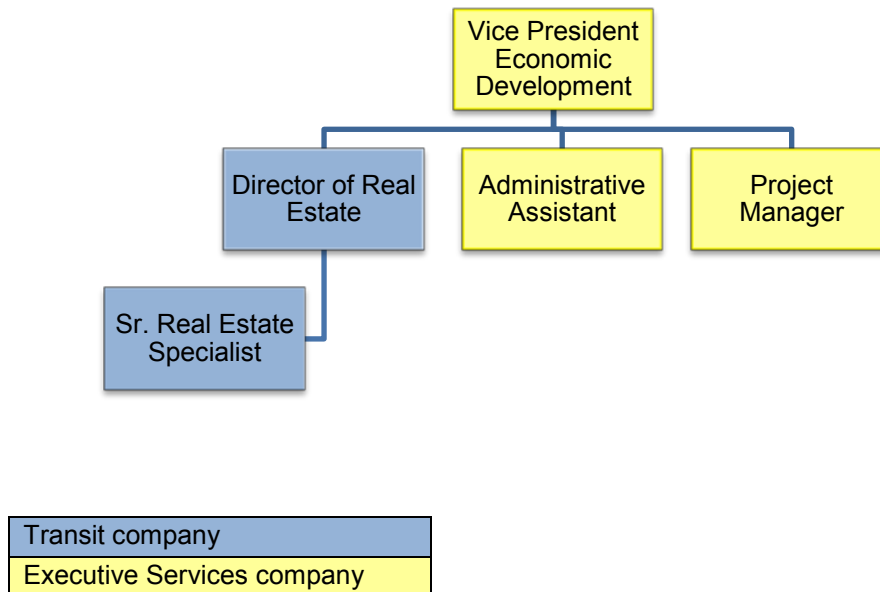 Vice President
Economic
Development
Director of Real
Estate
Administrative
Assistant
Project
Manager
Sr. Real Estate
Specialist
Transit company
Executive Services company